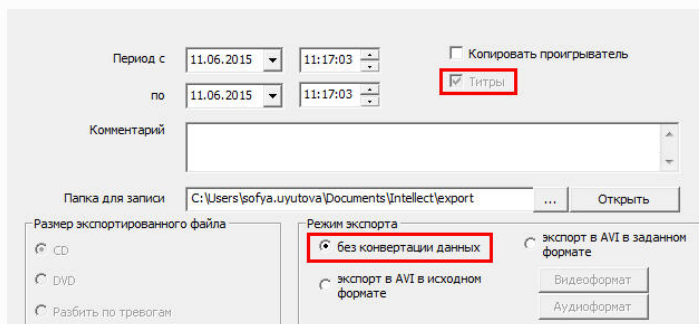 Период с 11.06.2015 11:17:03 Копировать проигрыватель
Титры
по 11.06.2015 11:17:03
Комментарий
Папка для записи C:\Users\sofya.uyutova\Documents\Intellect\export ... Открыть
Размер экспортированного файла Режим экспорта
CD без конвертации данных экспорт в AVI в заданном
формате
DVD экспорт в AVI в исходном
формате Видеоформат
Разбить по тревогам Аудиоформат